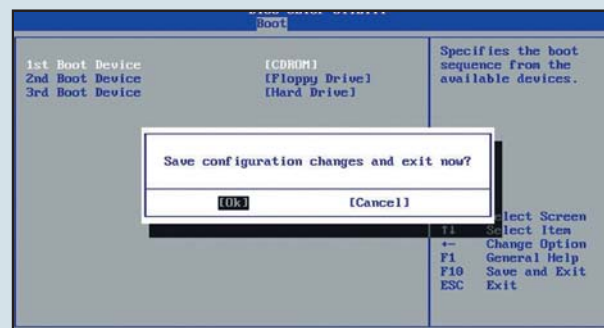 Boot
1st Boot Device [CDROM]
2nd Boot Device [Floppy Drive]
3rd Boot Device [Hard Drive]
Specifies the boot
sequence from the
available devices.
Save configuration changes and exit now?
[Ok] [Cancel]
Screen
↑↓ Select Item
+- Change Option
F1 General Help
F10 Save and Exit
ESC Exit